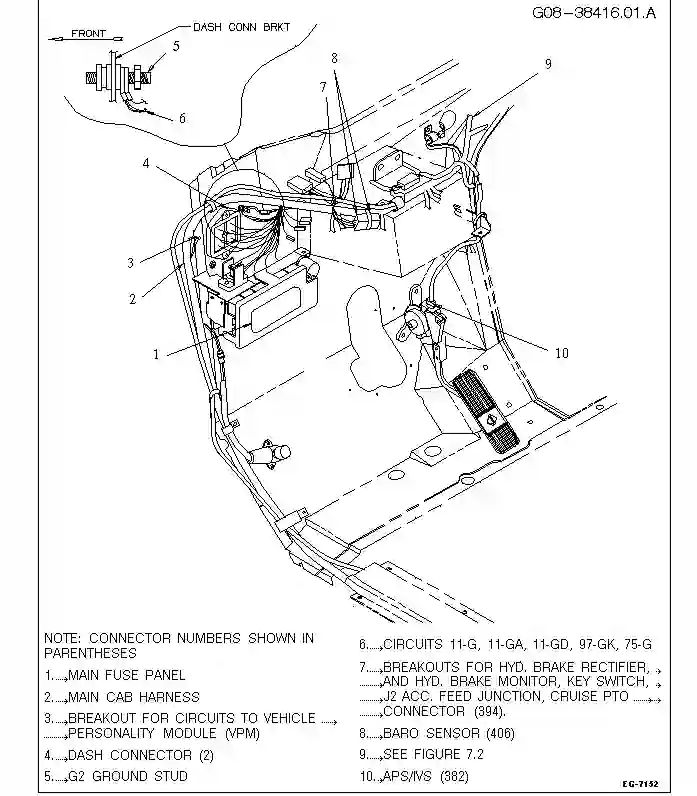 G08-38416.01.A
FRONT
DASH CONN BRKT
5
6
8
7
9
4
3
2
1
10
NOTE: CONNECTOR NUMBERS SHOWN IN
PARENTHESES
1....MAIN FUSE PANEL
2....MAIN CAB HARNESS
3....BREAKOUT FOR CIRCUITS TO VEHICLE ....
........PERSONALITY MODULE (VPM)
4....DASH CONNECTOR (2)
5....G2 GROUND STUD
6....CIRCUITS 11-G, 11-GA, 11-GD, 97-GK, 75-G
7....BREAKOUTS FOR HYD. BRAKE RECTIFIER, .
........AND HYD. BRAKE MONITOR, KEY SWITCH, .
........J2 ACC. FEED JUNCTION, CRUISE PTO ......
........CONNECTOR (394).
8....BARO SENSOR (406)
9....SEE FIGURE 7.2
10..APS/IVS (382)
EG-7152